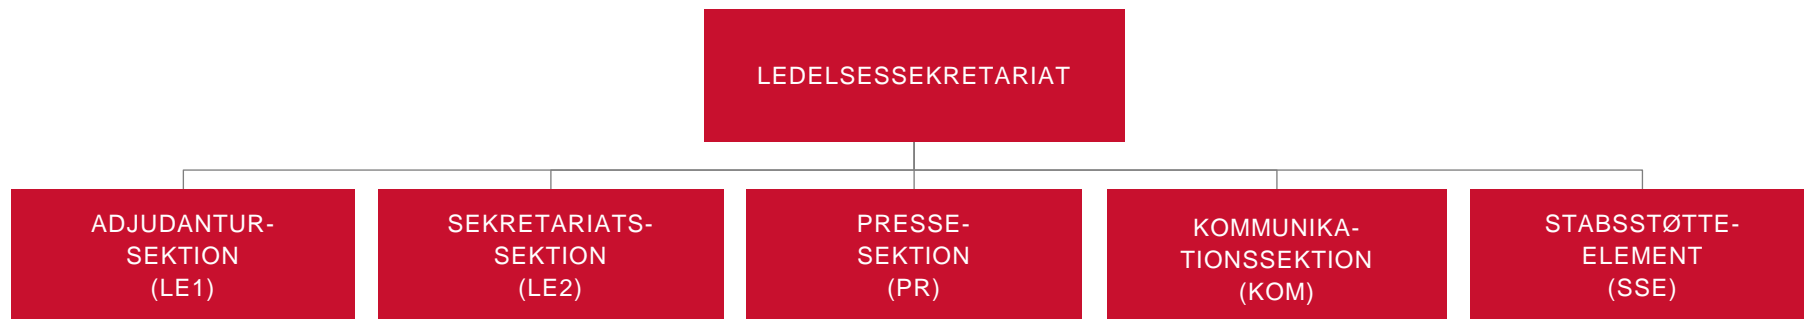 LEDELSESSEKRETARIAT
ADJUDANTUR-
SEKTION
(LE1)
SEKRETARIATS-
SEKTION
(LE2)
PRESSE-
SEKTION
(PR)
KOMMUNIKA-
TIONSSEKTION
(KOM)
STABSSTØTTE-
ELEMENT
(SSE)